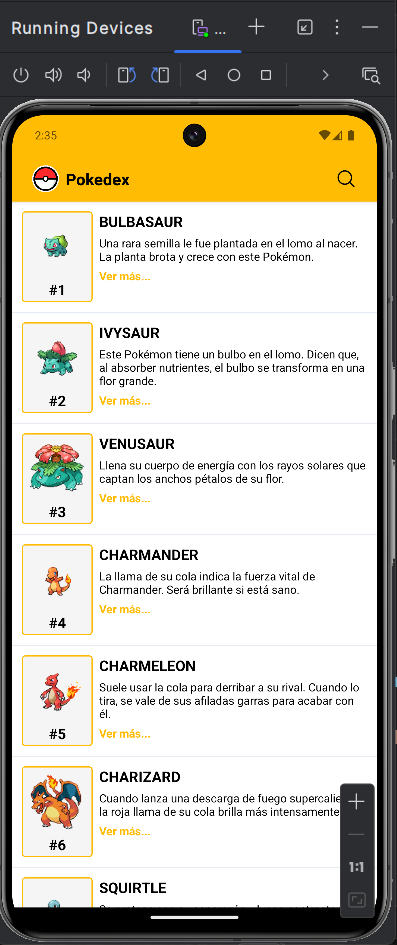 Running Devices
...
2:35
Pokedex
BULBASAUR
Una rara semilla le fue plantada en el lomo al nacer.
La planta brota y crece con este Pokémon.
Ver más...
#1
IVYSAUR
Este Pokémon tiene un bulbo en el lomo. Dicen que,
al absorber nutrientes, el bulbo se transforma en una
flor grande.
Ver más...
#2
VENUSAUR
Llena su cuerpo de energía con los rayos solares que
captan los anchos pétalos de su flor.
Ver más...
#3
CHARMANDER
La llama de su cola indica la fuerza vital de
Charmander. Será brillante si está sano.
Ver más...
#4
CHARMELEON
Suele usar la cola para derribar a su rival. Cuando lo
tira, se vale de sus afiladas garras para acabar con
él.
Ver más...
#5
CHARIZARD
Cuando lanza una descarga de fuego
la roja llama de su cola brilla más intensamente
Ver más...
#6
1:1
SQUIRTLE